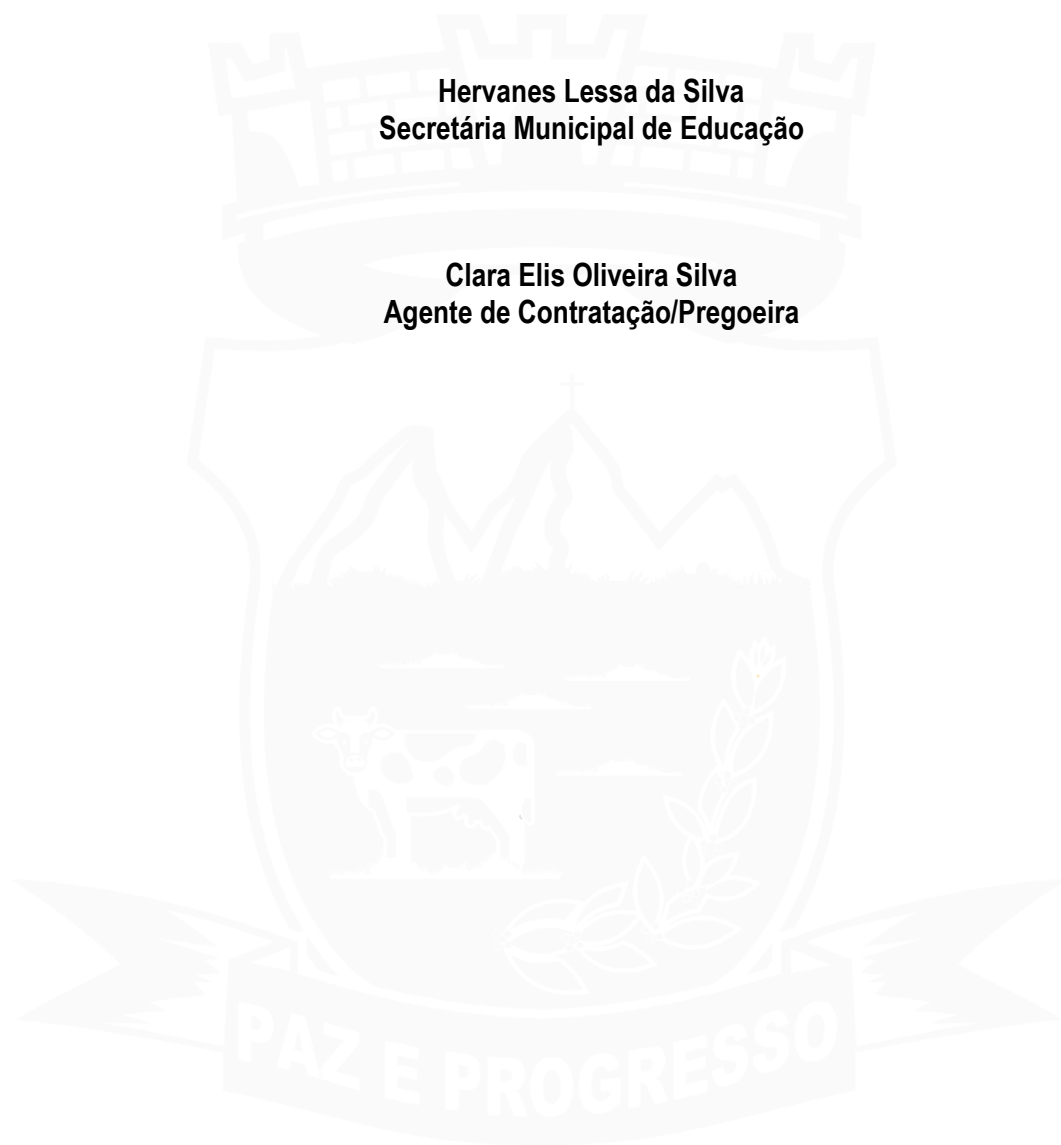 Hervanes Lessa da Silva
Secretária Municipal de Educação
Clara Elis Oliveira Silva
Agente de Contratação/Pregoeira
PAZ E PROGRESSO